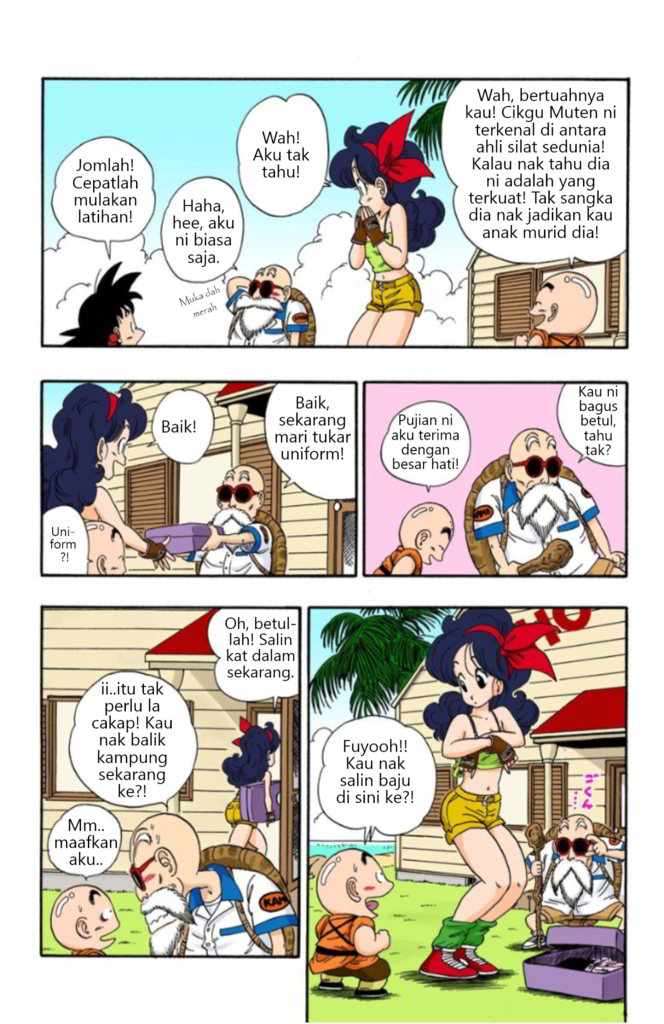 Wah, bertuahnya
kau! Cikgu Muten ni
terkenal di antara
ahli silat sedunia!
Kalau nak tahu dia
ni adalah yang
terkuat! Tak sangka
dia nak jadikan kau
anak murid dia!
Wah!
Aku tak
tahu!
Haha,
hee, aku
ni biasa
saja.
Muka dah
merah
Jomlah!
Cepatlah
mulakan
latihan!
Kau ni
bagus
betul,
tahu
tak?
Pujian ni
aku terima
dengan
besar hati!
Baik,
sekarang
mari tukar
uniform!
Baik!
Uni-
form
?!
HO
Fuyooh!!
Kau nak
salin baju
di sini ke?!
ごくん
Oh, betul-
lah! Salin
kat dalam
sekarang.
ii..itu tak
perlu la
cakap! Kau
nak balik
kampung
sekarang
ke?!
Mm..
maafkan
aku..
KAM